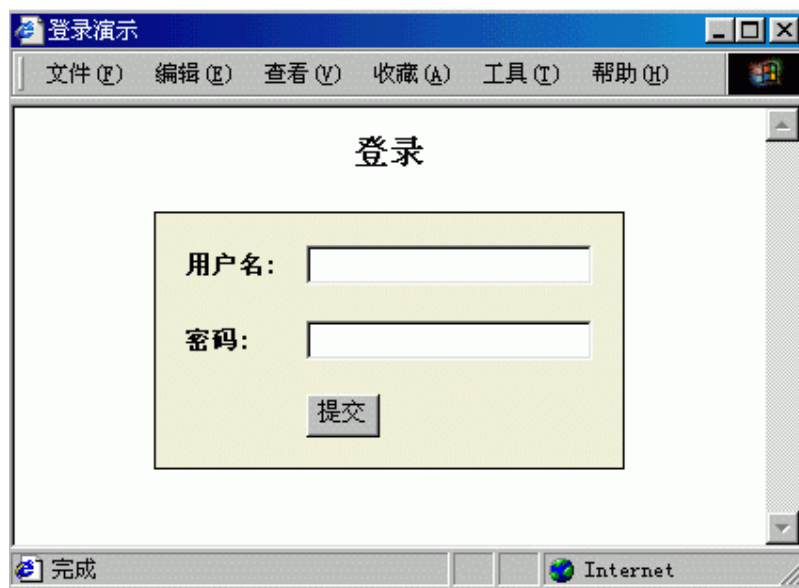 登录演示
文件(F) 编辑(E) 查看(V) 收藏(A) 工具(T) 帮助(H)
登录
用户名:
密码:
提交
完成 Internet